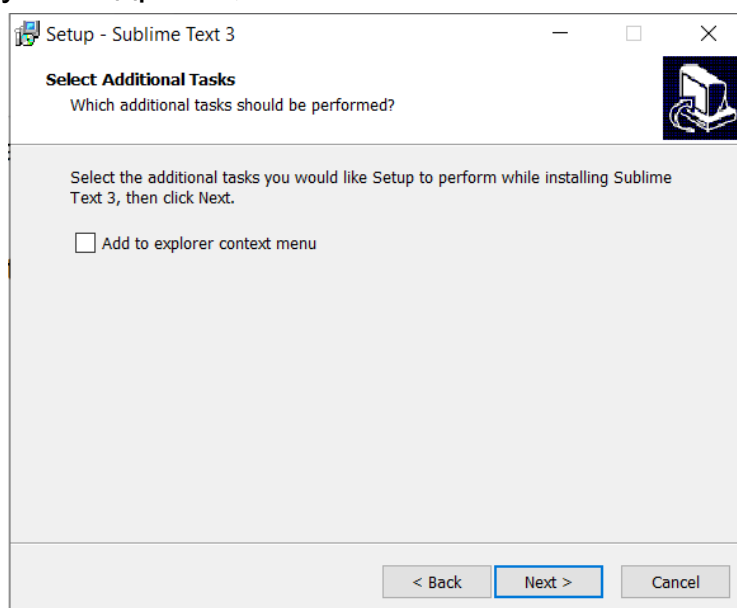 Setup - Sublime Text 3
Select Additional Tasks
Which additional tasks should be performed?
Select the additional tasks you would like Setup to perform while installing Sublime
Text 3, then click Next.
Add to explorer context menu
< Back
Next >
Cancel